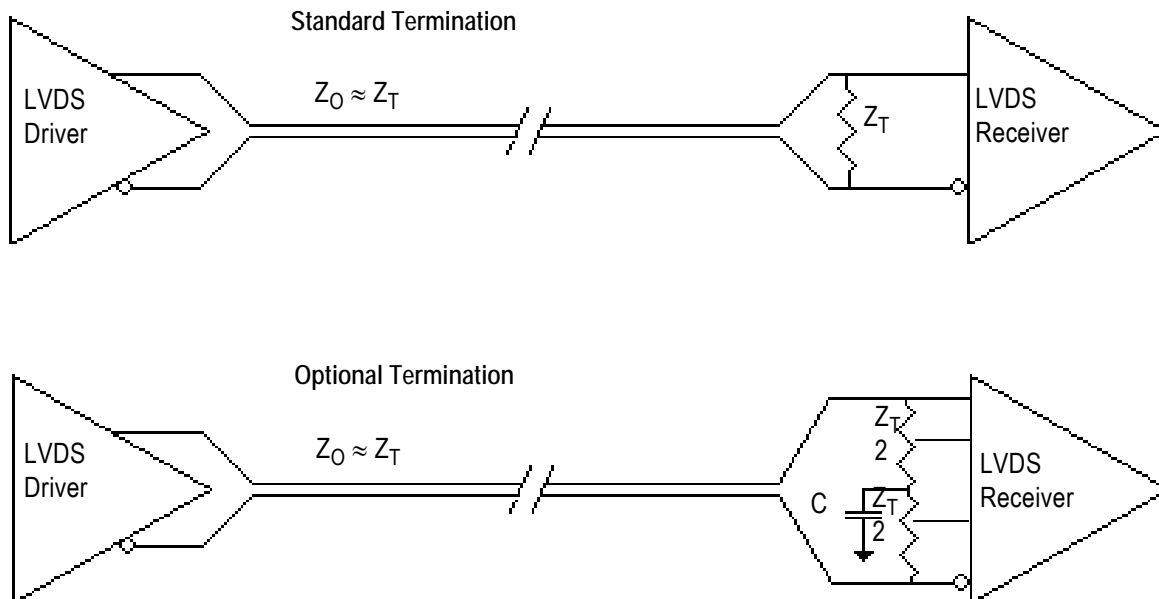 Standard Termination
LVDS
Driver
Z_O ≈ Z_T
Z_T
LVDS
Receiver
Optional Termination
LVDS
Driver
Z_O ≈ Z_T
Z_T
2
C
Z_T
2
LVDS
Receiver